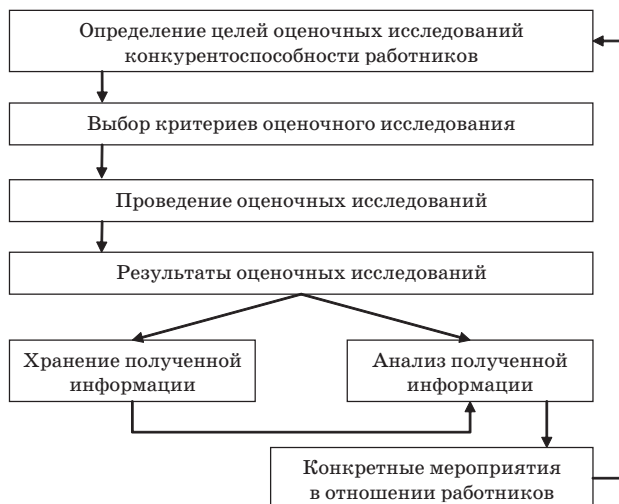 Определение целей оценочных исследований
конкурентоспособности работников
Выбор критериев оценочного исследования
Проведение оценочных исследований
Результаты оценочных исследований
Хранение полученной
информации
Анализ полученной
информации
Конкретные мероприятия
в отношении работников